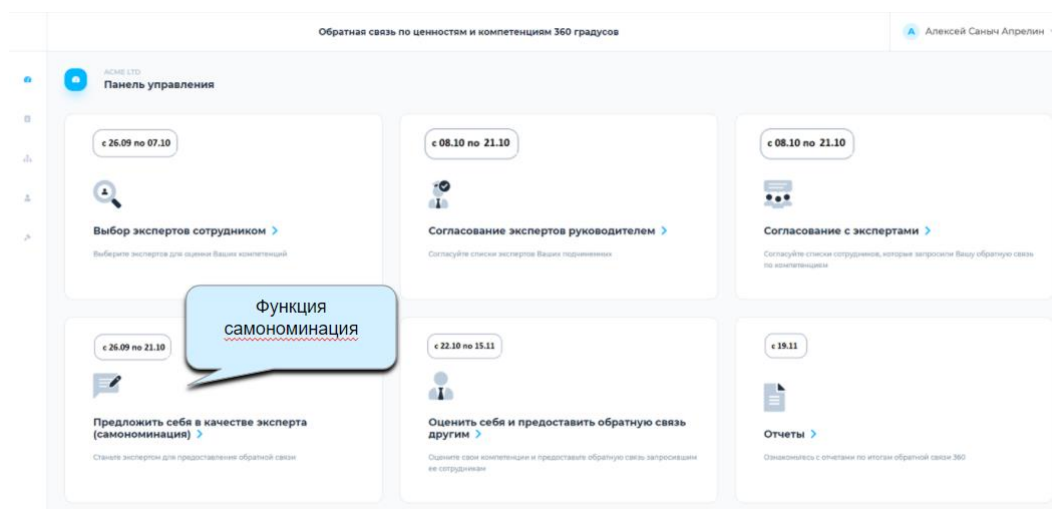 Обратная связь по ценностям и компетенциям 360 градусов
А Алексей Саныч Апрелин
ACME LTD
Панель управления
с 26.09 по 07.10
Выбор экспертов сотрудником >
Выберите экспертов для оценки Ваших компетенций
с 08.10 по 21.10
Согласование экспертов руководителем >
Согласуйте списки экспертов Ваших подчиненных
с 08.10 по 21.10
Согласование с экспертами >
Согласуйте списки сотрудников, которые запросили Вашу обратную связь
по компетенциям
Функция
самономинация
с 26.09 по 21.10
Предложить себя в качестве эксперта
(самономинация) >
Станьте экспертом для предоставления обратной связи
с 22.10 по 15.11
Оценить себя и предоставить обратную связь
другим >
Оцените свои компетенции и предоставьте обратную связь запросившим
ее сотрудникам
с 19.11
Отчеты >
Ознакомьтесь с отчетами по итогам обратной связи 360